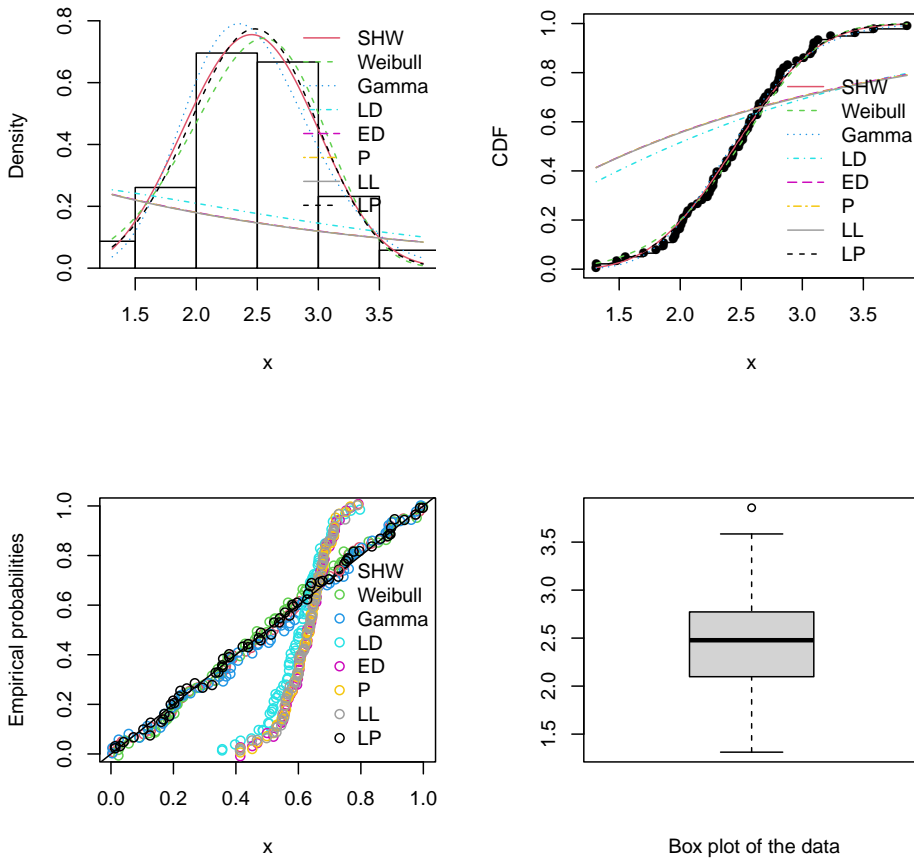 Density
0.0 0.2 0.4 0.6 0.8
1.5 2.0 2.5 3.0 3.5
x
SHW
Weibull
Gamma
LD
ED
P
LL
LP
CDF
0.0 0.2 0.4 0.6 0.8 1.0
1.5 2.0 2.5 3.0 3.5
x
SHW
Weibull
Gamma
LD
ED
P
LL
LP
Empirical probabilities
0.0 0.2 0.4 0.6 0.8 1.0
0.0 0.2 0.4 0.6 0.8 1.0
x
SHW
Weibull
Gamma
LD
ED
P
LL
LP
1.5 2.0 2.5 3.0 3.5
Box plot of the data